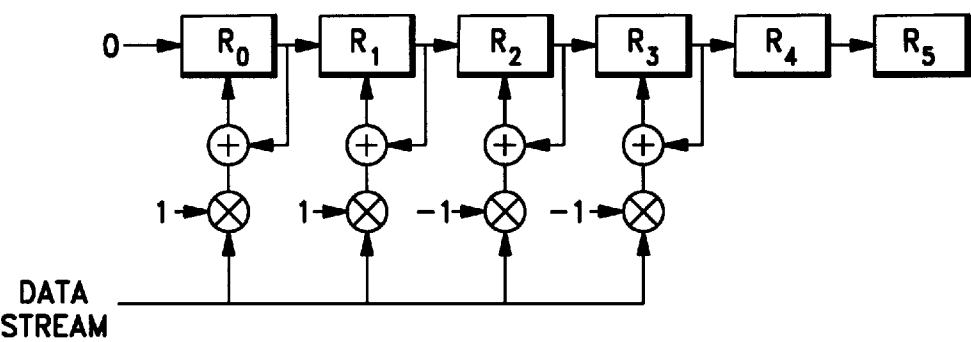 0 R0 R1 R2 R3 R4 R5
+ + + +
1 1 -1 -1
DATA
STREAM